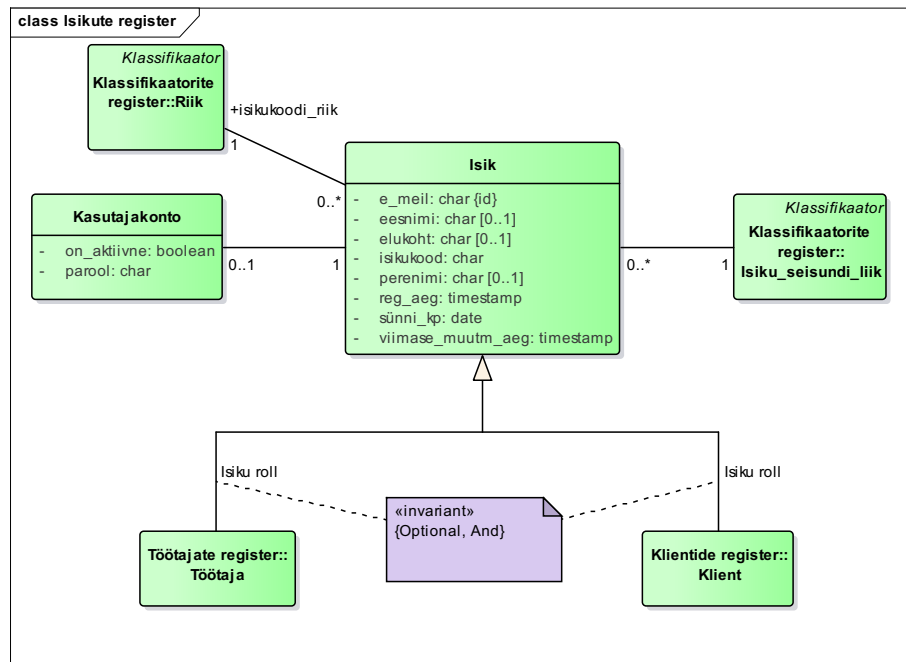 class Isikute register
Klassifikaator
Klassifikaatorite
register::Riik
+isikukoodi_riik
1
0..*
Isik
- e_meil: char {id}
- eesnimi: char [0..1]
- elukoht: char [0..1]
- isikukood: char
- perenimi: char [0..1]
- reg_aeg: timestamp
- sünni_kp: date
- viimase_muutm_aeg: timestamp
Kasutajakonto
- on_aktiivne: boolean
- parool: char
0..1
1
Klassifikaator
Klassifikaatorite
register::
Isiku_seisundi_liik
0..*
1
Isiku roll
Isiku roll
«invariant»
{Optional, And}
Töötajate register::
Töötaja
Klientide register::
Klient